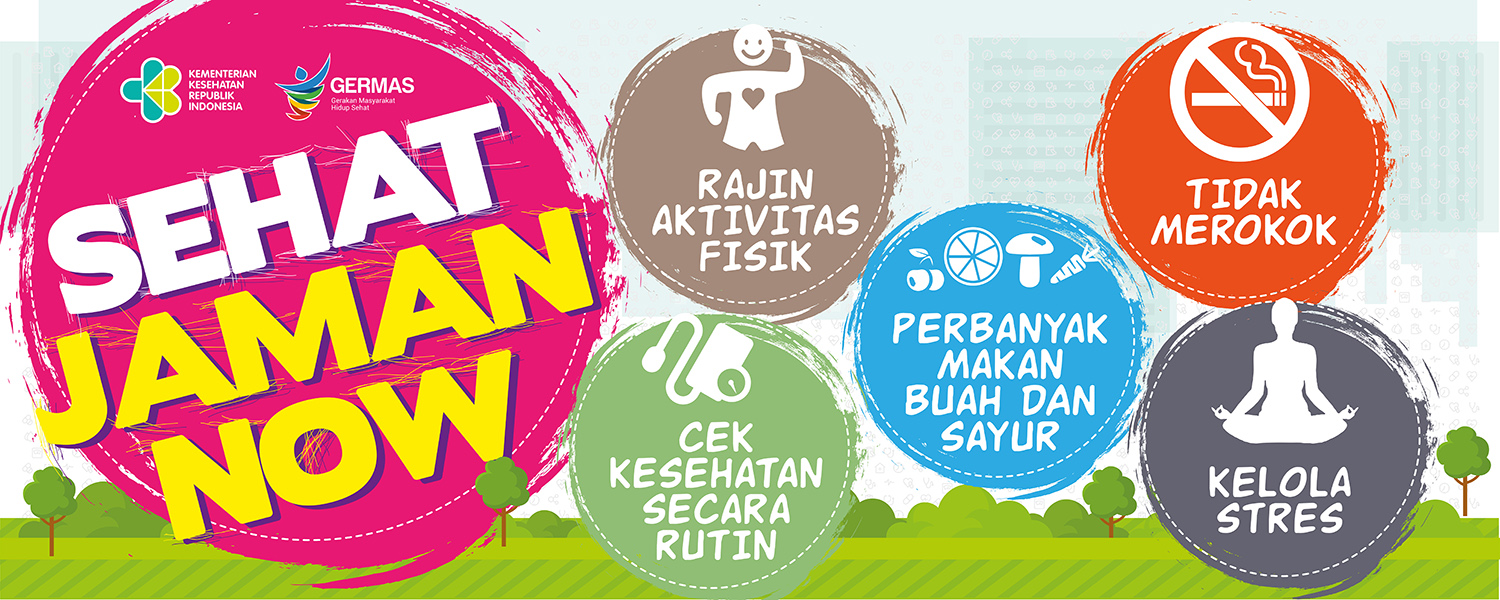 KEMENTERIAN
KESEHATAN
REPUBLIK
INDONESIA
GERMAS
Gerakan Masyarakat
Hidup Sehat
SEHAT
JAMAN
NOW
RAJIN
AKTIVITAS
FISIK
CEK
KESEHATAN
SECARA
RUTIN
PERBANYAK
MAKAN
BUAH DAN
SAYUR
TIDAK
MEROKOK
KELOLA
STRES